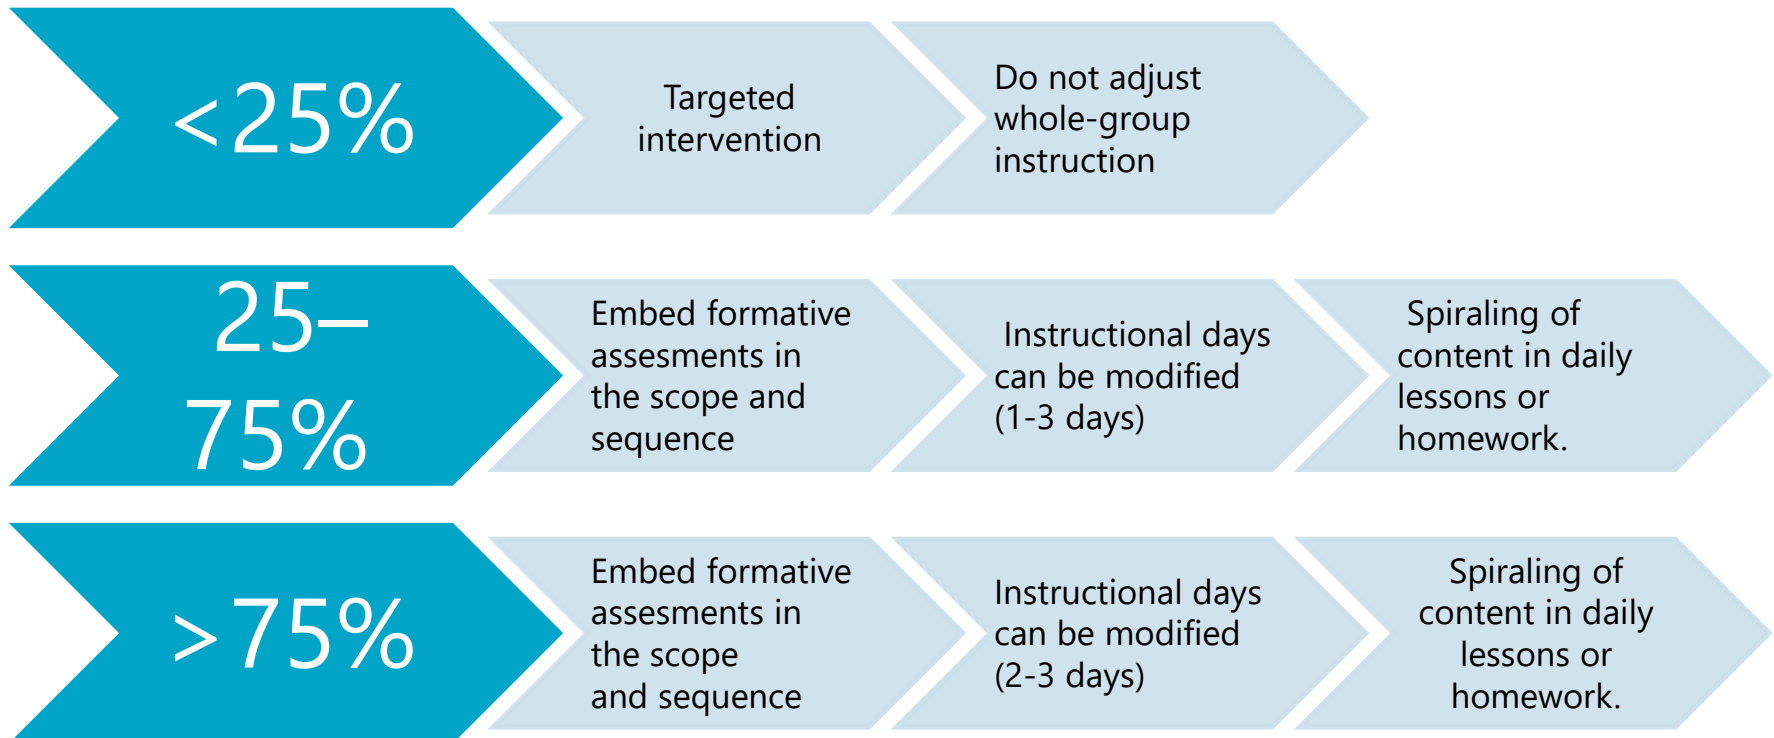 <25%
Targeted
intervention
Do not adjust
whole-group
instruction
25–
75%
Embed formative
assesments in
the scope and
sequence
Instructional days
can be modified
(1-3 days)
Spiraling of
content in daily
lessons or
homework.
>75%
Embed formative
assesments in
the scope
and sequence
Instructional days
can be modified
(2-3 days)
Spiraling of
content in daily
lessons or
homework.